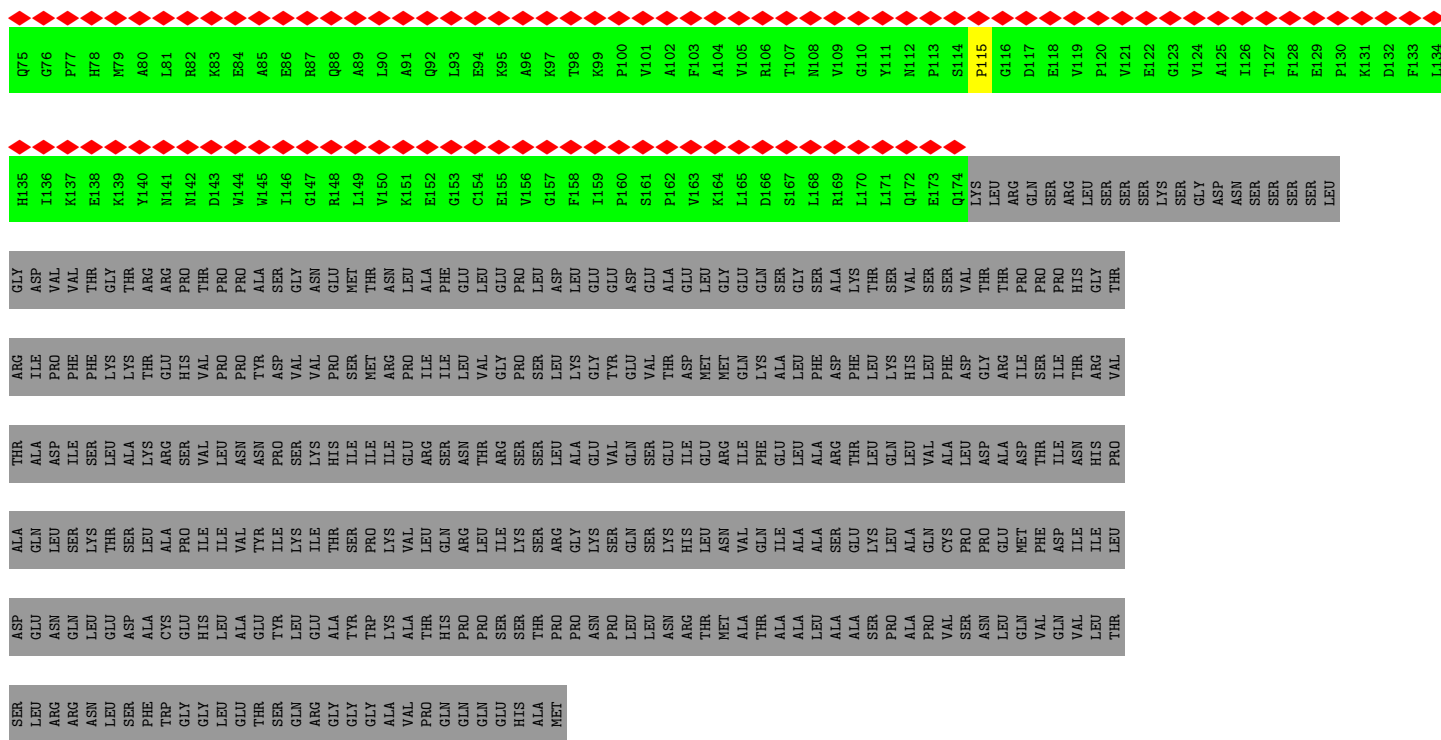 Q75 G76 P77 H78 M79 A80 L81 R82 K83 E84 A85 E86 R87 Q88 A89 L90 A91 Q92 L93 E94 K95 A96 K97 T98 K99 P100 V101 A102 F103 A104 V105 R106 T107 N108 V109 G110 Y111 N112 P113 S114 P115 G116 D117 E118 V119 P120 V121 E122 G123 V124 A125 I126 T127 F128 E129 P130 K131 D132 F133 L134
H135 I136 K137 E138 K139 Y140 N141 N142 D143 W144 W145 I146 G147 R148 L149 V150 K151 E152 G153 C154 E155 V156 G157 F158 I159 P160 S161 P162 V163 K164 L165 D166 S167 L168 R169 L170 L171 Q172 E173 Q174 LYS LEU ARG GLN SER ARG LEU SER SER SER LYS SER GLY ASP ASN SER SER SER SER LEU
GLY ASP VAL VAL THR GLY THR ARG ARG PRO THR PRO PRO ALA SER GLY ASN GLU MET THR ASN LEU ALA PHE GLU LEU GLU PRO LEU ASP LEU GLU GLU ASP GLU ALA GLU LEU GLY GLU GLN SER GLY SER ALA LYS THR SER VAL SER SER VAL THR THR PRO PRO PRO HIS GLY THR
ARG ILE PRO PHE PHE LYS LYS THR GLU HIS VAL PRO PRO TYR ASP VAL VAL PRO SER MET ARG PRO ILE ILE LEU VAL GLY PRO SER LEU LYS GLY TYR GLU VAL THR ASP MET MET GLN LYS ALA LEU PHE ASP PHE LEU LYS HIS LEU PHE ASP GLY ARG ILE SER ILE THR ARG VAL
THR ALA ASP ILE SER LEU ALA LYS ARG SER VAL LEU ASN ASN PRO SER LYS HIS ILE ILE ILE GLU ARG SER ASN THR ARG SER SER LEU ALA GLU VAL GLN SER GLU ILE GLU ARG ILE PHE GLU LEU ALA ARG THR LEU GLN LEU VAL ALA LEU ASP ALA ASP THR ILE ASN HIS PRO
ALA GLN LEU SER LYS THR SER LEU ALA PRO ILE ILE VAL TYR ILE LYS ILE THR SER PRO LYS VAL LEU GLN ARG LEU ILE LYS SER ARG GLY LYS SER GLN SER LYS HIS LEU ASN VAL GLN ILE ALA ALA SER GLU LYS LEU ALA GLN CYS PRO PRO GLU MET PHE ASP ILE ILE LEU
ASP GLU ASN GLN LEU GLU ASP ALA CYS GLU HIS LEU ALA GLU TYR LEU GLU ALA TYR TRP LYS ALA THR HIS PRO PRO SER SER THR PRO PRO ASN PRO LEU LEU ASN ARG THR MET ALA THR ALA ALA LEU ALA ALA SER PRO ALA PRO VAL SER ASN LEU GLN VAL GLN VAL LEU THR
SER LEU ARG ARG ASN LEU SER PHE TRP GLY GLY LEU GLU THR SER GLN ARG GLY GLY GLY ALA VAL PRO GLN GLN GLN GLU HIS ALA MET